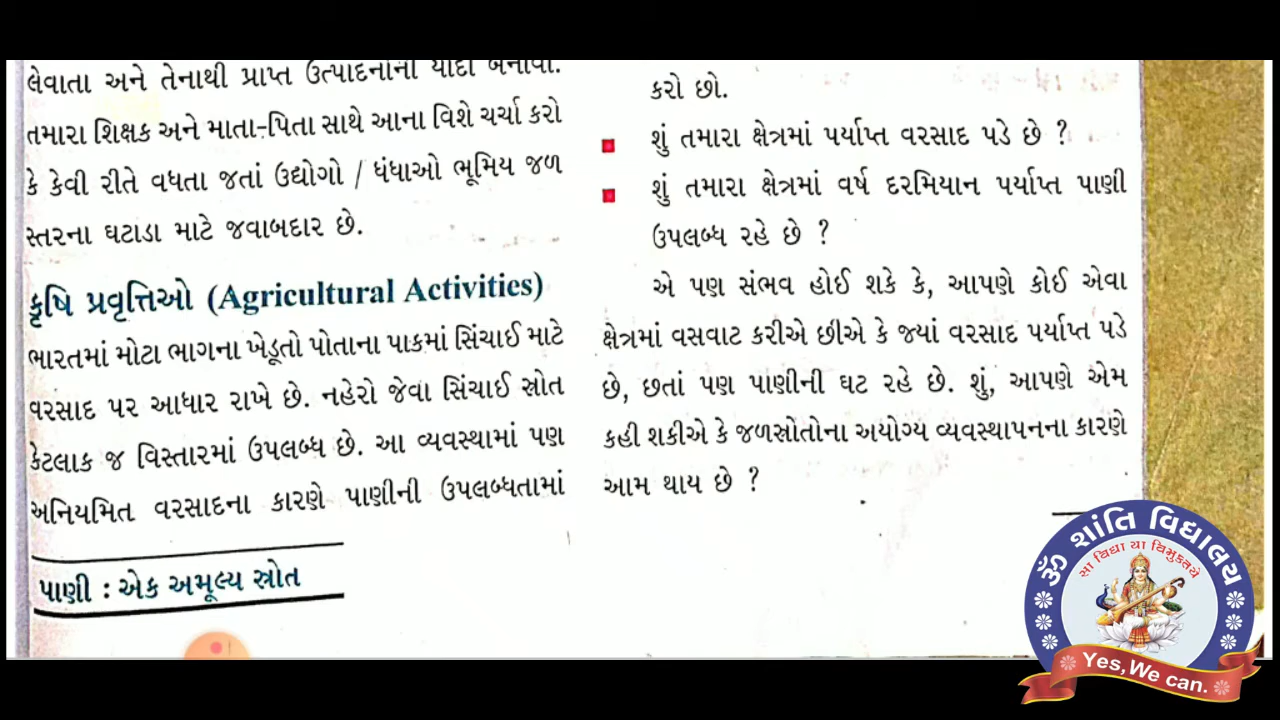 લેવાતા અને તેનાથી પ્રાપ્ત ઉત્પાદનોની યાદી બનાવો.
તમારા શિક્ષક અને માતા-પિતા સાથે આના વિશે ચર્ચા કરો
કે કેવી રીતે વધતા જતાં ઉદ્યોગો / ધંધાઓ ભૂમિય જળ
સ્તરના ઘટાડા માટે જવાબદાર છે.
કૃષિ પ્રવૃત્તિઓ (Agricultural Activities)
ભારતમાં મોટા ભાગના ખેડૂતો પોતાના પાકમાં સિંચાઈ માટે
વરસાદ પર આધાર રાખે છે. નહેરો જેવા સિંચાઈ સ્રોત
કેટલાક જ વિસ્તારમાં ઉપલબ્ધ છે. આ વ્યવસ્થામાં પણ
અનિયમિત વરસાદના કારણે પાણીની ઉપલબ્ધતામાં
પાણી : એક અમૂલ્ય સ્રોત
કરો છો.
શું તમારા ક્ષેત્રમાં પર્યાપ્ત વરસાદ પડે છે ?
શું તમારા ક્ષેત્રમાં વર્ષ દરમિયાન પર્યાપ્ત પાણી
ઉપલબ્ધ રહે છે ?
એ પણ સંભવ હોઈ શકે કે, આપણે કોઈ એવા
ક્ષેત્રમાં વસવાટ કરીએ છીએ કે જ્યાં વરસાદ પર્યાપ્ત પડે
છે, છતાં પણ પાણીની ઘટ રહે છે. શું, આપણે એમ
કહી શકીએ કે જળસ્રોતોના અયોગ્ય વ્યવસ્થાપનના કારણે
આમ થાય છે ?
ૐ શાંતિ વિદ્યાલય
સા વિદ્યા યા વિમુક્તયે
Yes, We can.